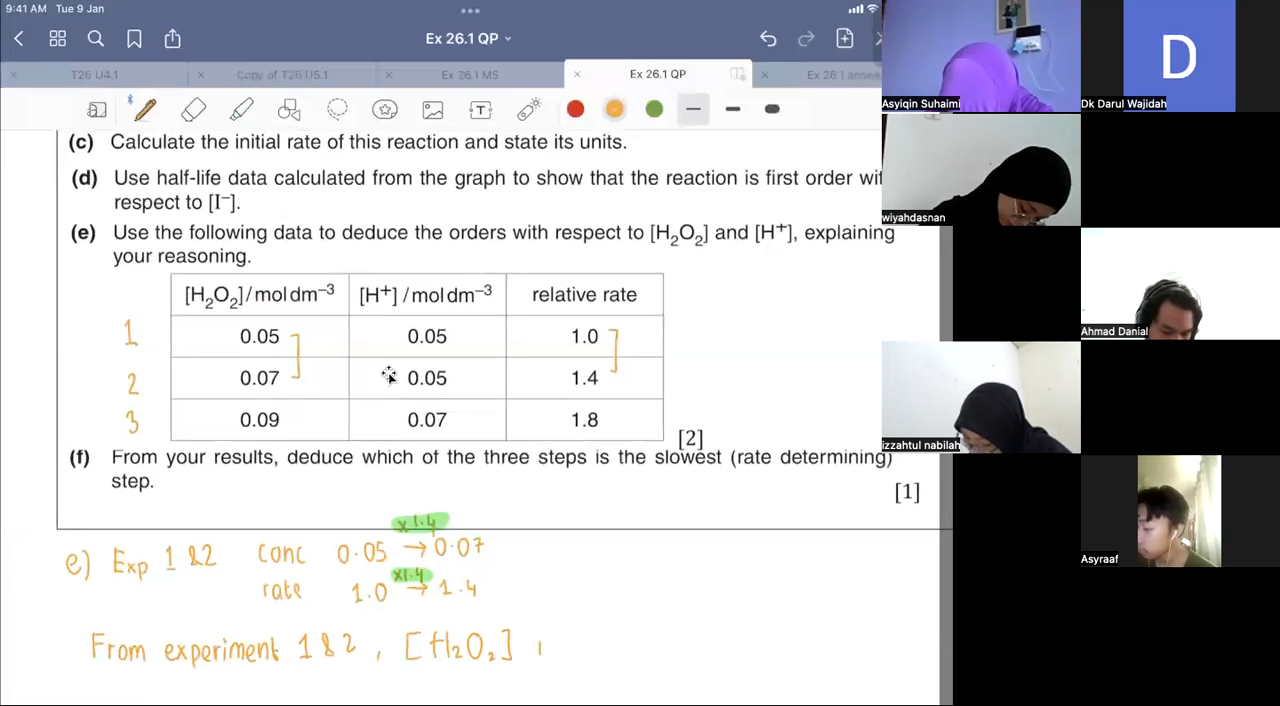 9:41 AM Tue 9 Jan
Ex 26.1 QP
T26 U4.1
Copy of T26 U5.1
Ex 26.1 MS
Ex 26.1 QP
Ex 26.1 answe
(c) Calculate the initial rate of this reaction and state its units.
(d) Use half-life data calculated from the graph to show that the reaction is first order wit
respect to [I⁻].
(e) Use the following data to deduce the orders with respect to [H₂O₂] and [H⁺], explaining
your reasoning.
[H₂O₂]/mol dm⁻³ [H⁺]/mol dm⁻³ relative rate
1 0.05 0.05 1.0
2 0.07 0.05 1.4
3 0.09 0.07 1.8
[2]
(f) From your results, deduce which of the three steps is the slowest (rate determining)
step.
[1]
x1.4
e) Exp 1 & 2 conc 0.05 → 0.07
x1.4
rate 1.0 → 1.4
From experiment 1 & 2 , [H₂O₂]
Asyiqin Suhaimi
D
Dk Darul Wajidah
wiyahdasnan
Ahmad Danial
izzahtul nabilah
Asyraaf